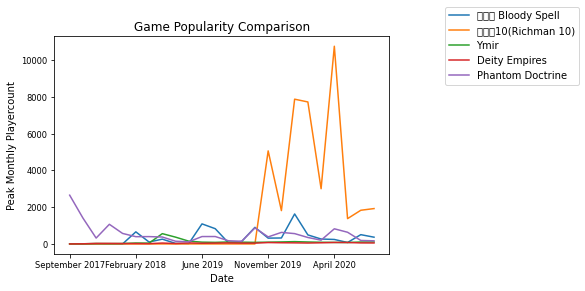 Game Popularity Comparison
Bloody Spell
10(Richman 10)
Ymir
Deity Empires
Phantom Doctrine
Peak Monthly Playercount
10000
8000
6000
4000
2000
0
September 2017 February 2018 June 2019 November 2019 April 2020
Date